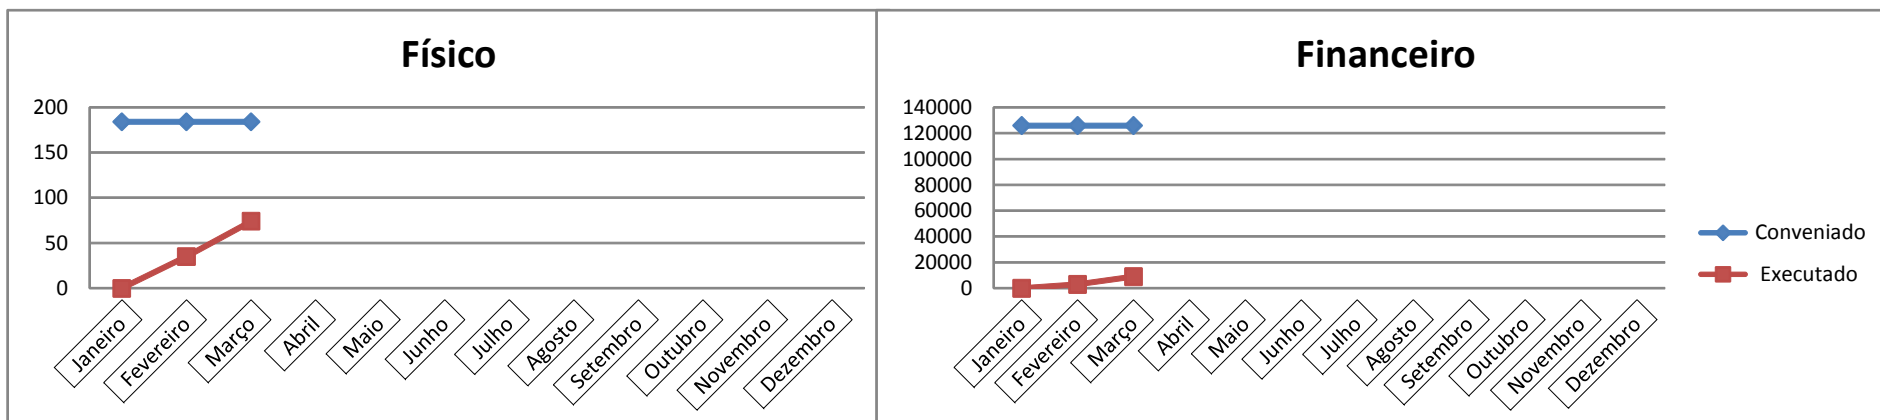 Físico
200
150
100
50
0
Janeiro
Fevereiro
Março
Abril
Maio
Junho
Julho
Agosto
Setembro
Outubro
Novembro
Dezembro
Financeiro
140000
120000
100000
80000
60000
40000
20000
0
Janeiro
Fevereiro
Março
Abril
Maio
Junho
Julho
Agosto
Setembro
Outubro
Novembro
Dezembro
Conveniado
Executado